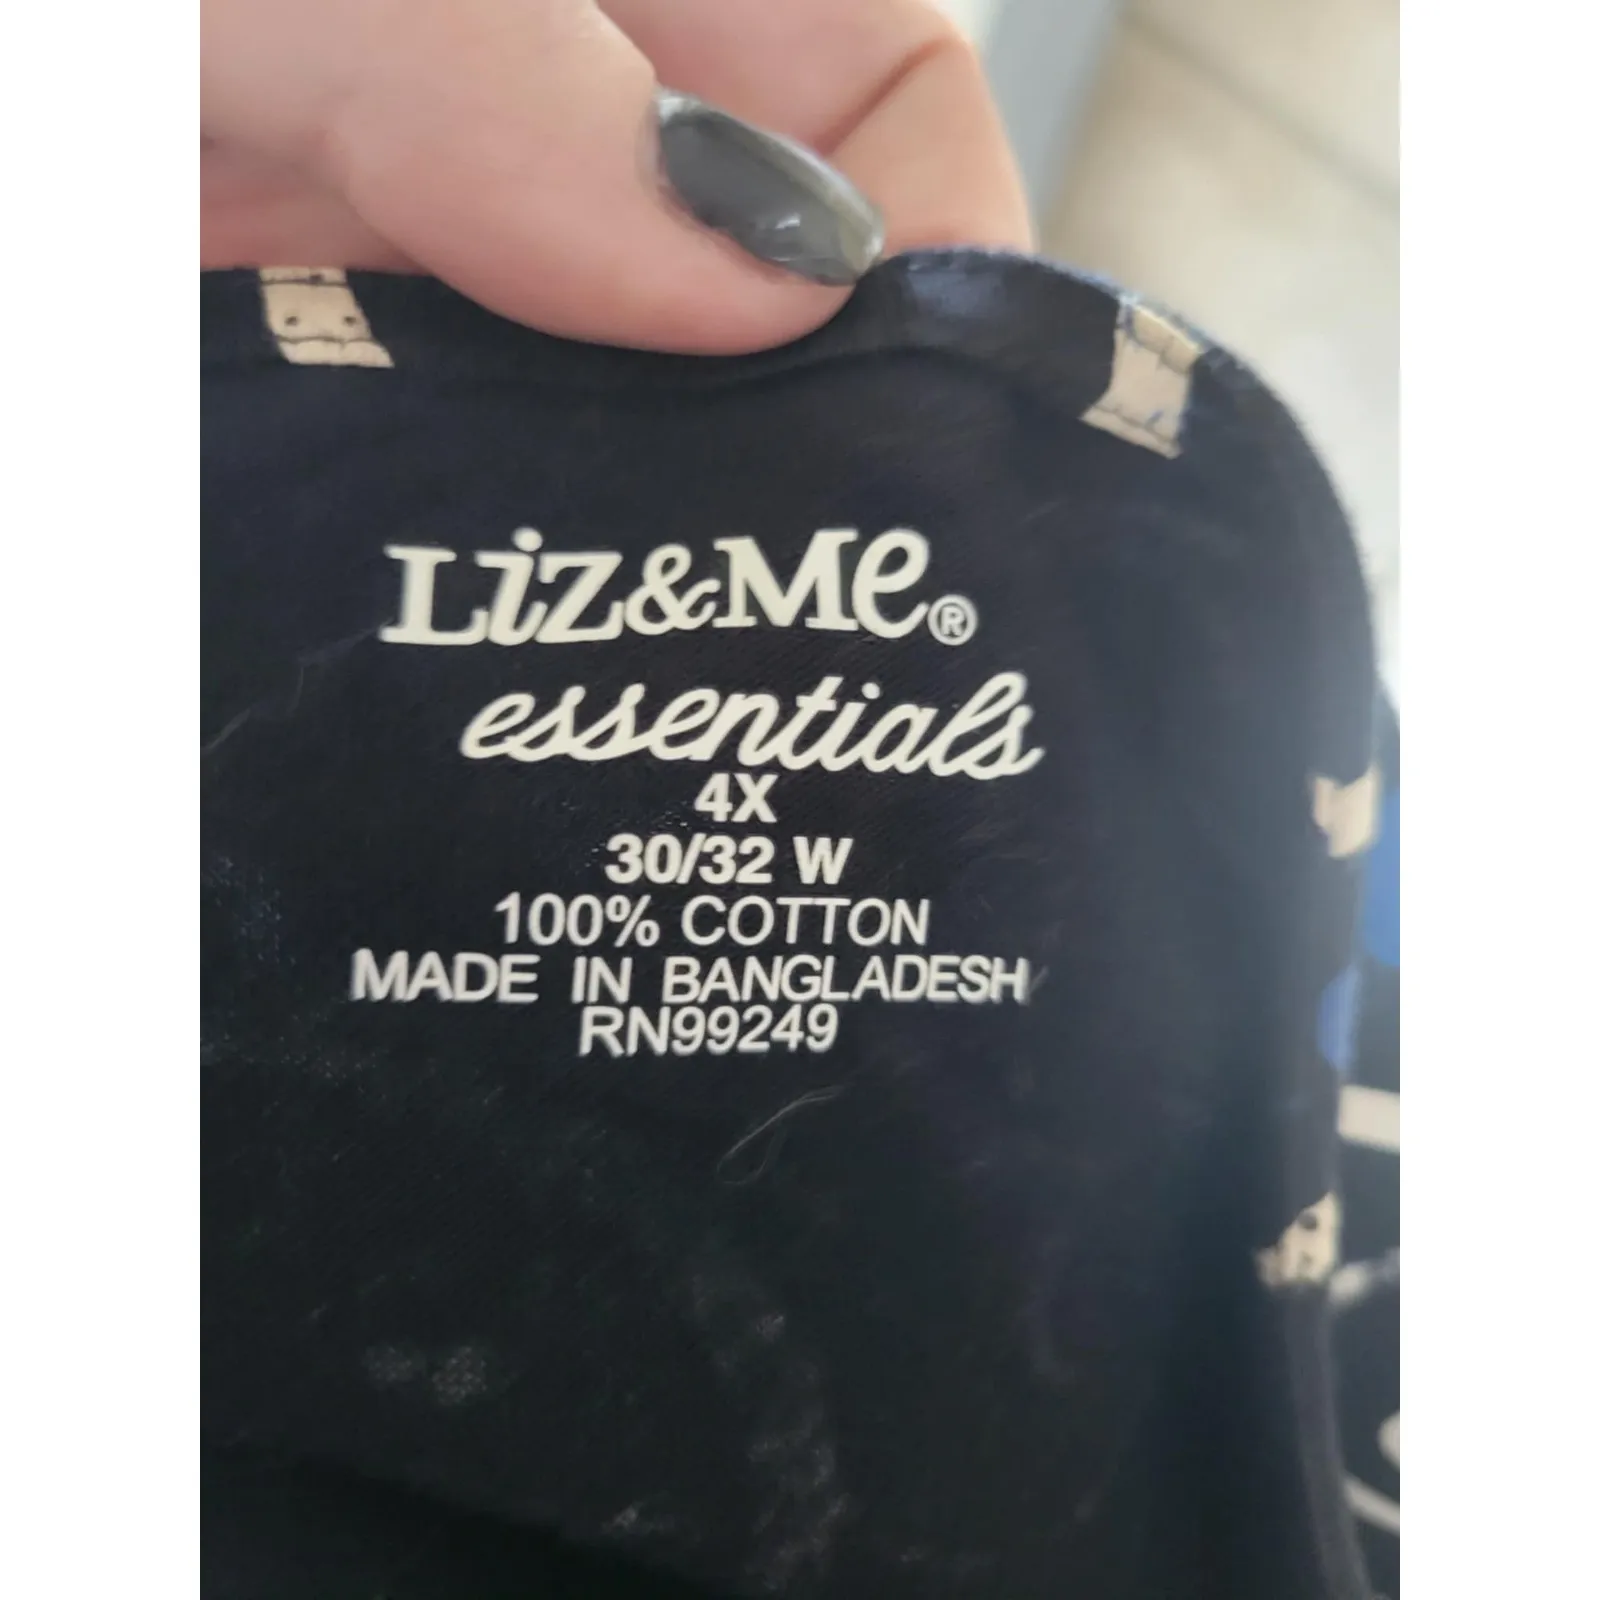 Liz&Me®
essentials
4X
30/32 W
100% COTTON
MADE IN BANGLADESH
RN99249